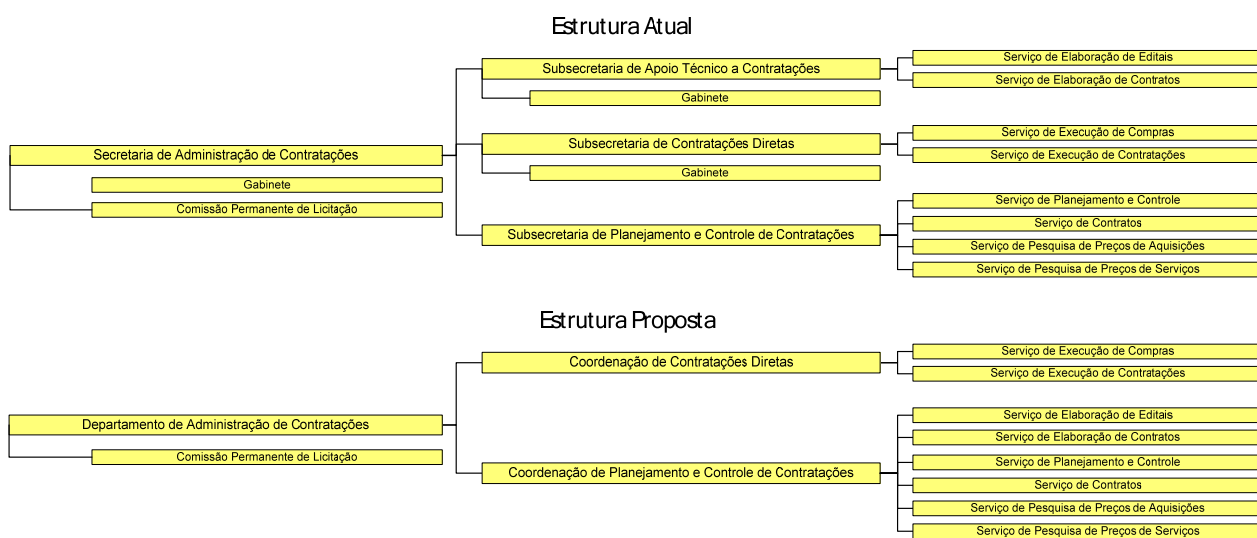 Estrutura Atual
Secretaria de Administração de Contratações
Gabinete
Comissão Permanente de Licitação
Subsecretaria de Apoio Técnico a Contratações
Gabinete
Serviço de Elaboração de Editais
Serviço de Elaboração de Contratos
Subsecretaria de Contratações Diretas
Gabinete
Serviço de Execução de Compras
Serviço de Execução de Contratações
Subsecretaria de Planejamento e Controle de Contratações
Serviço de Planejamento e Controle
Serviço de Contratos
Serviço de Pesquisa de Preços de Aquisições
Serviço de Pesquisa de Preços de Serviços
Estrutura Proposta
Departamento de Administração de Contratações
Comissão Permanente de Licitação
Coordenação de Contratações Diretas
Serviço de Execução de Compras
Serviço de Execução de Contratações
Coordenação de Planejamento e Controle de Contratações
Serviço de Elaboração de Editais
Serviço de Elaboração de Contratos
Serviço de Planejamento e Controle
Serviço de Contratos
Serviço de Pesquisa de Preços de Aquisições
Serviço de Pesquisa de Preços de Serviços